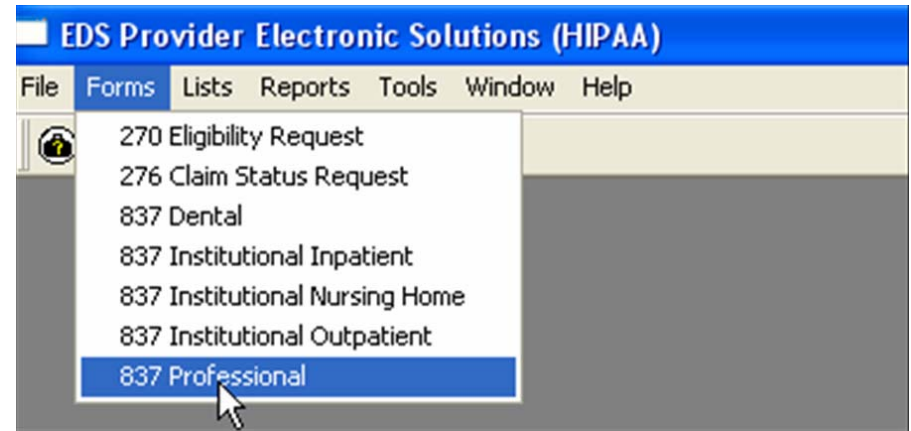 EDS Provider Electronic Solutions (HIPAA)
File Forms Lists Reports Tools Window Help
270 Eligibility Request
276 Claim Status Request
837 Dental
837 Institutional Inpatient
837 Institutional Nursing Home
837 Institutional Outpatient
837 Professional